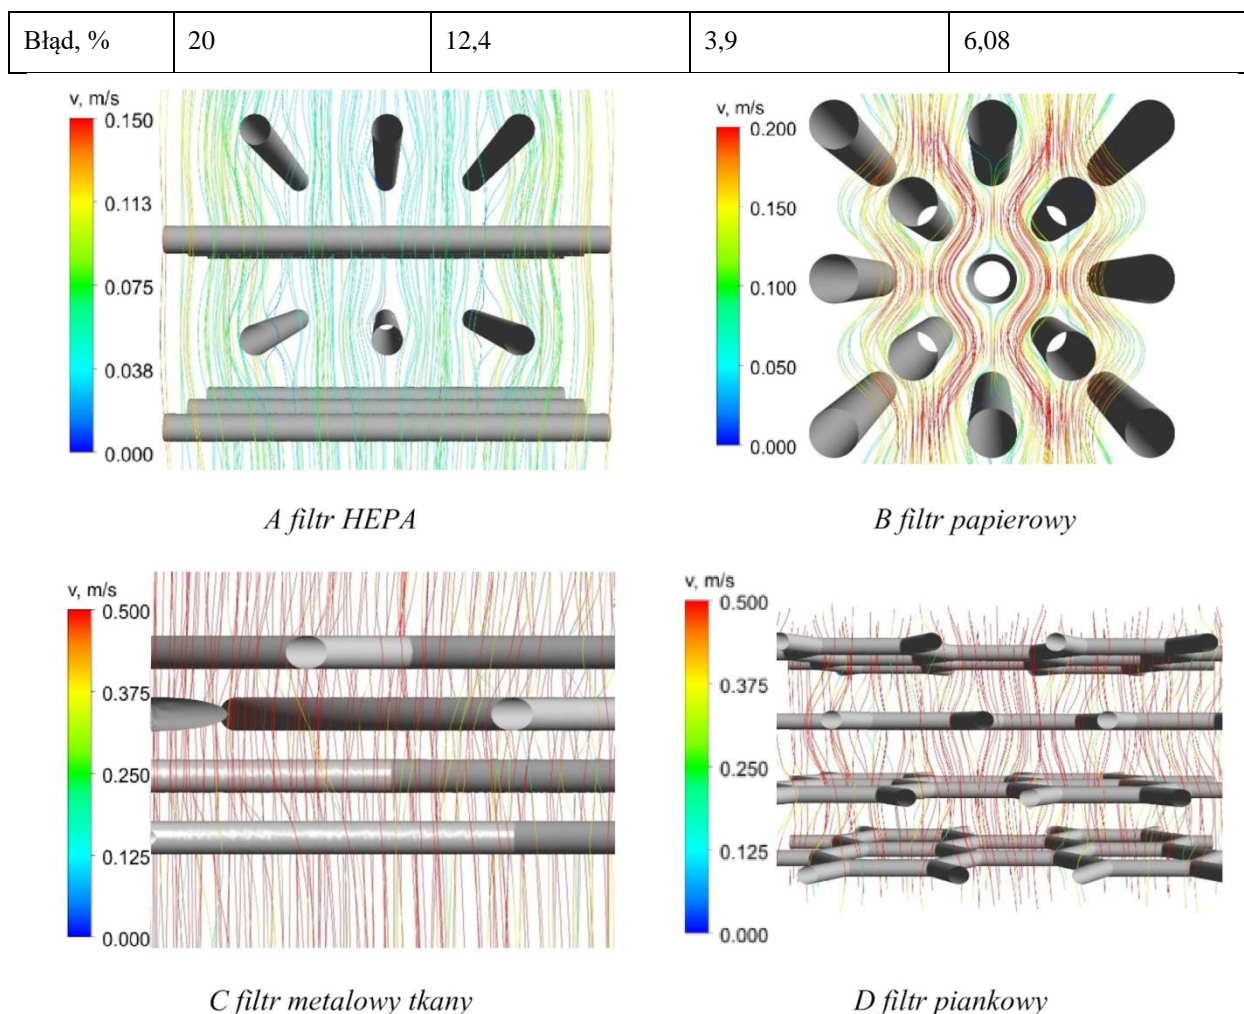 Błąd, % 20 12,4 3,9 6,08
v, m/s
0.150
0.113
0.075
0.038
0.000
v, m/s
0.200
0.150
0.100
0.050
0.000
A filtr HEPA
B filtr papierowy
v, m/s
0.500
0.375
0.250
0.125
0.000
v, m/s
0.500
0.375
0.250
0.125
0.000
C filtr metalowy tkany
D filtr piankowy